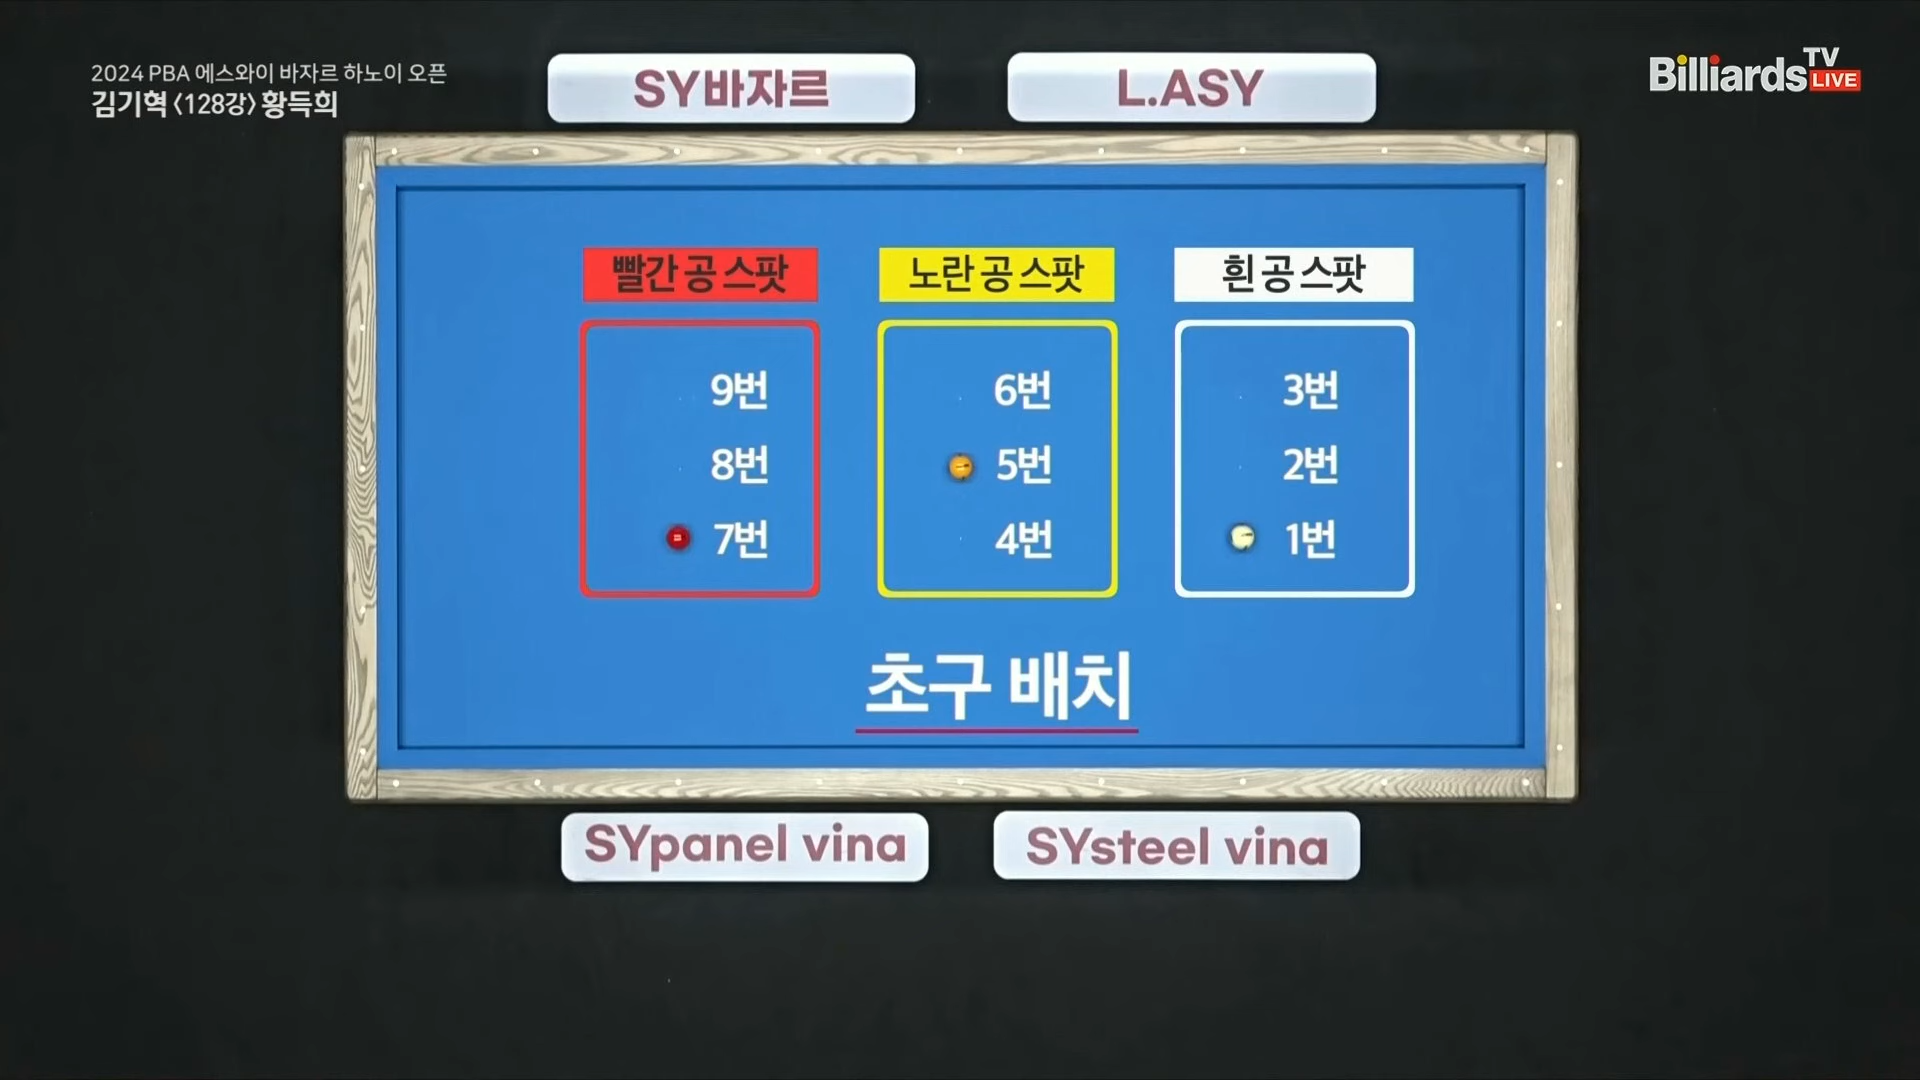 2024 PBA 에스와이 바자르 하노이 오픈
김기혁 〈128강〉 황득희
SY바자르
L.ASY
Billiards TV
LIVE
빨간 공 스팟
노란 공 스팟
흰 공 스팟
9번
6번
3번
8번
5번
2번
7번
4번
1번
초구 배치
SYpanel vina
SYsteel vina